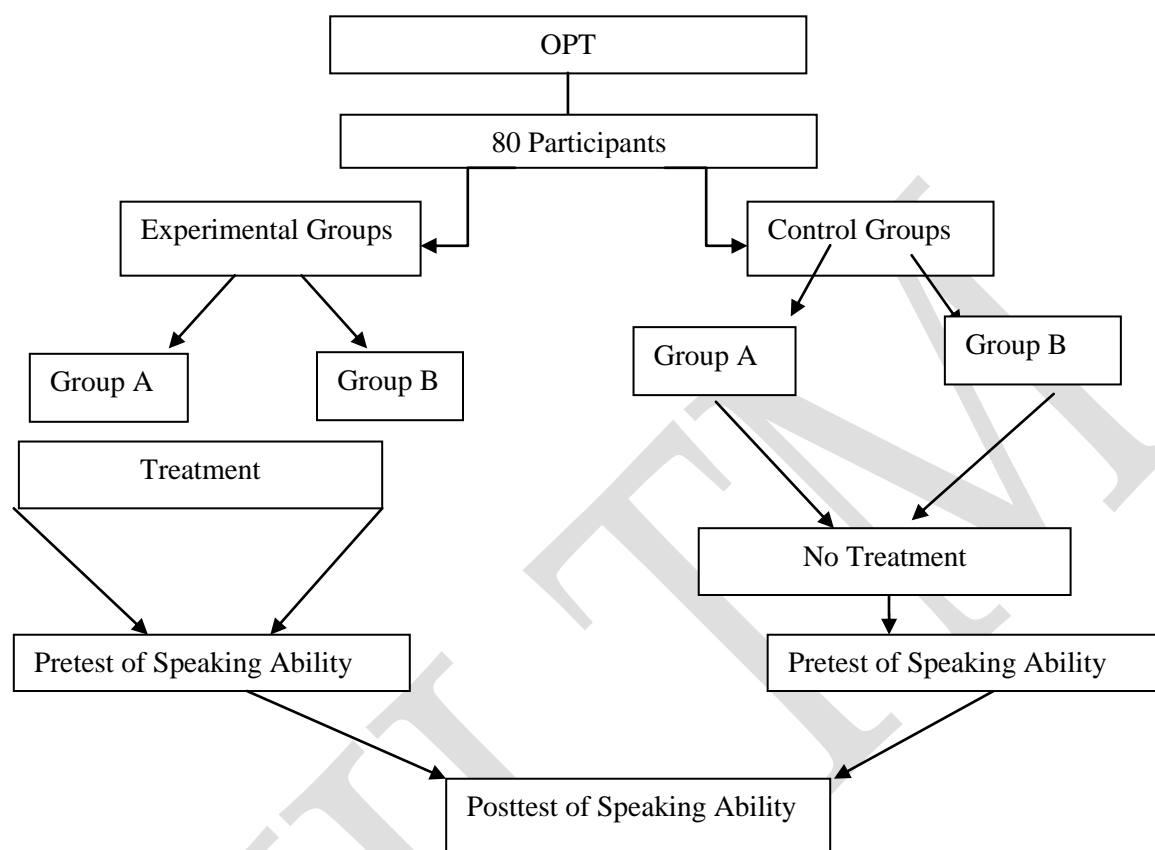 OPT
80 Participants
Experimental Groups
Control Groups
Group A
Group B
Group A
Group B
Treatment
No Treatment
Pretest of Speaking Ability
Pretest of Speaking Ability
Posttest of Speaking Ability